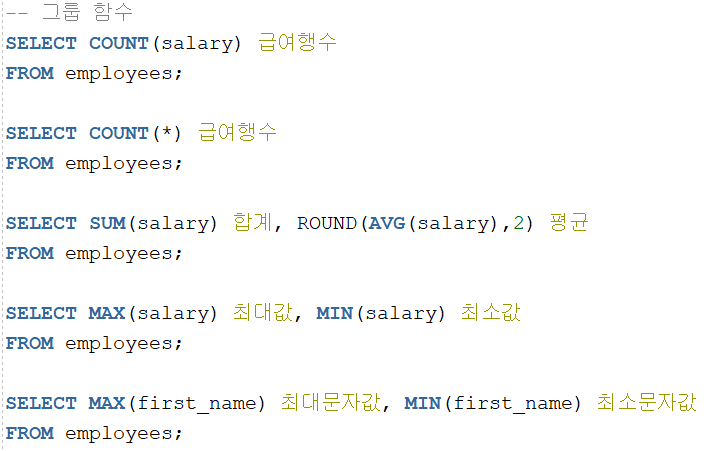 -- 그룹 함수
SELECT COUNT(salary) 급여행수
FROM employees;
SELECT COUNT(*) 급여행수
FROM employees;
SELECT SUM(salary) 합계, ROUND(AVG(salary),2) 평균
FROM employees;
SELECT MAX(salary) 최대값, MIN(salary) 최소값
FROM employees;
SELECT MAX(first_name) 최대문자값, MIN(first_name) 최소문자값
FROM employees;